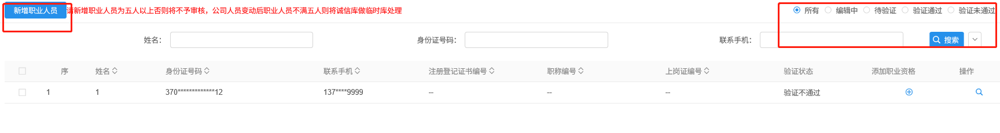 新增职业人员 请新增职业人员为五人以上否则将不予审核，公司人员变动后职业人员不满五人则将诚信库做临时库处理 所有 编辑中 待验证 验证通过 验证未通过
姓名： 身份证号码： 联系手机： 搜索
序 姓名 身份证号码 联系手机 注册登记证书编号 职称编号 上岗证编号 验证状态 添加职业资格 操作
1 1 370*************12 137****9999 -- -- -- 验证不通过